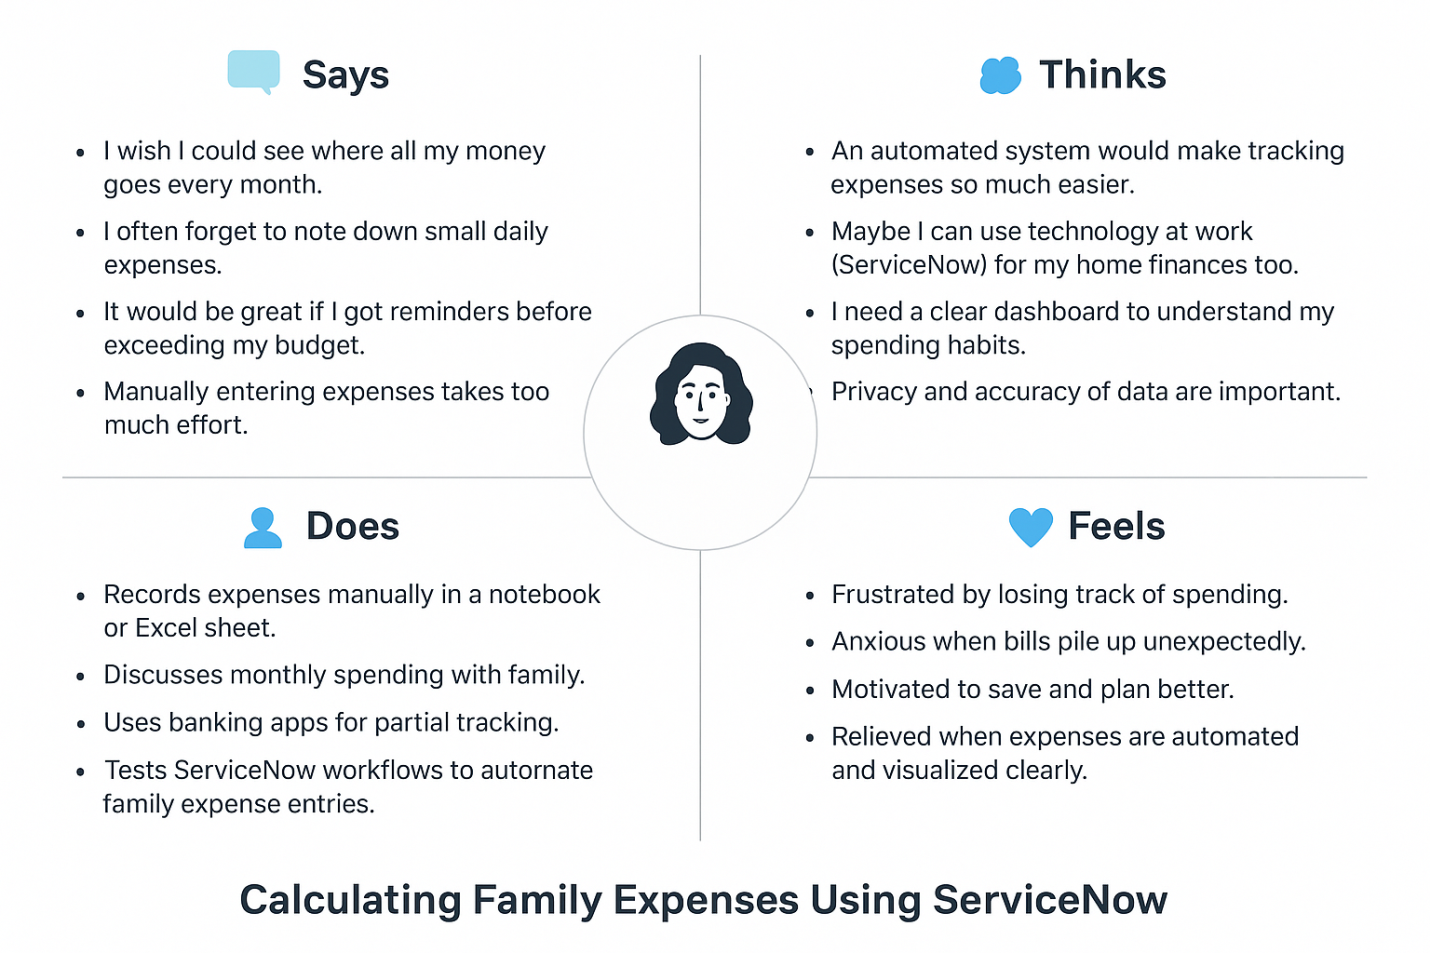 Says
• I wish I could see where all my money
goes every month.
• I often forget to note down small daily
expenses.
• It would be great if I got reminders before
exceeding my budget.
• Manually entering expenses takes too
much effort.
Thinks
• An automated system would make tracking
expenses so much easier.
• Maybe I can use technology at work
(ServiceNow) for my home finances too.
• I need a clear dashboard to understand my
spending habits.
• Privacy and accuracy of data are important.
Does
• Records expenses manually in a notebook
or Excel sheet.
• Discusses monthly spending with family.
• Uses banking apps for partial tracking.
• Tests ServiceNow workflows to autornate
family expense entries.
Feels
• Frustrated by losing track of spending.
• Anxious when bills pile up unexpectedly.
• Motivated to save and plan better.
• Relieved when expenses are automated
and visualized clearly.
Calculating Family Expenses Using ServiceNow